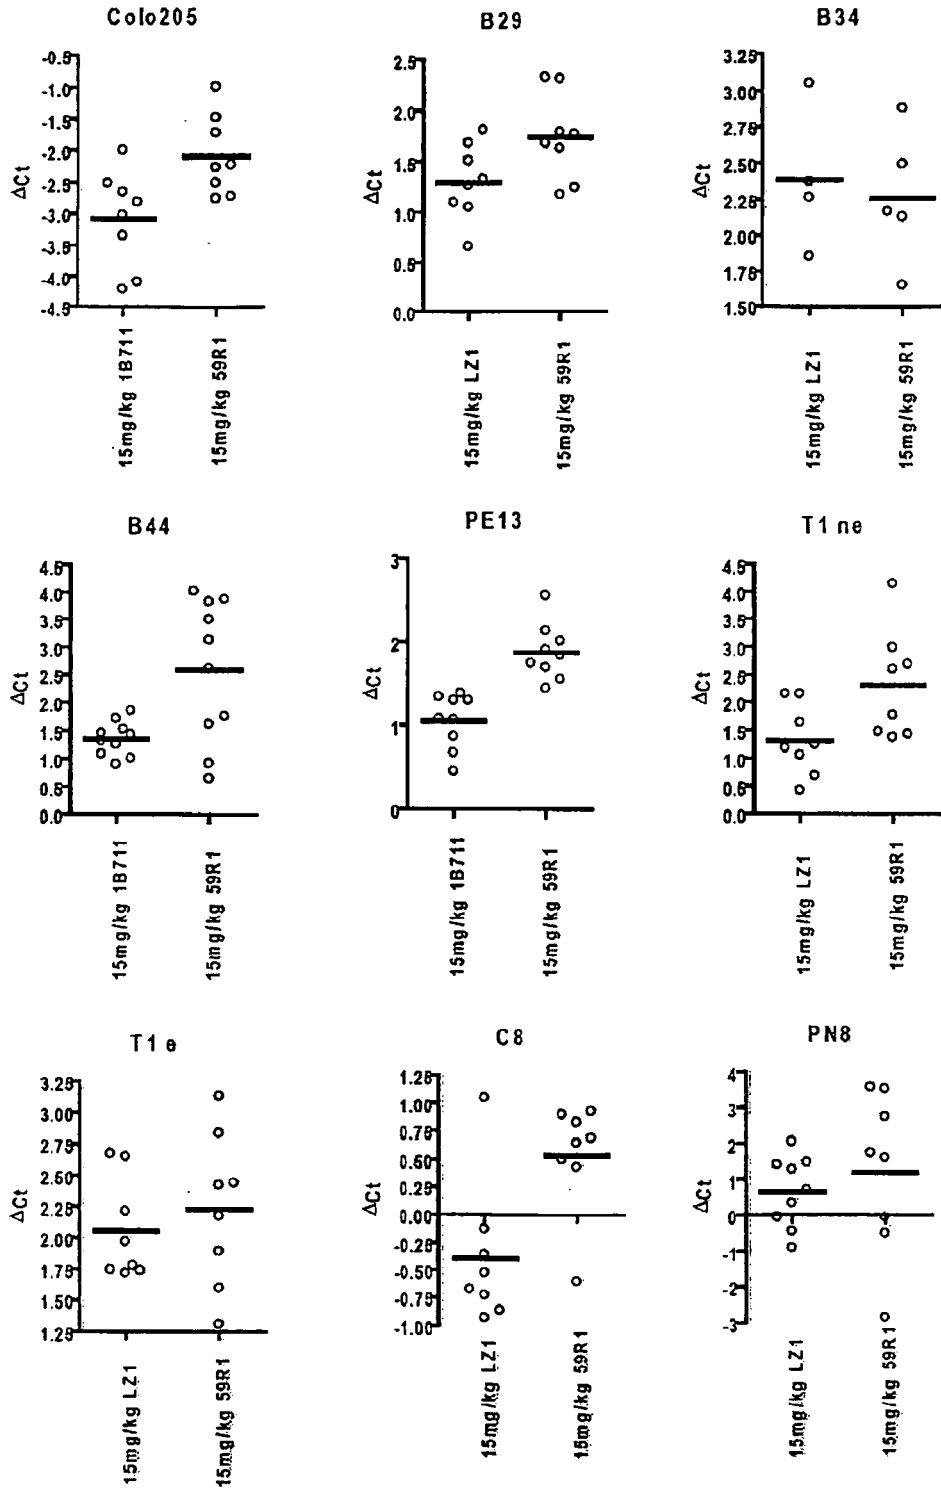 Colo205
B29
B34
-0.5
-1.0
-1.5
-2.0
-2.5
-3.0
-3.5
-4.0
-4.5
ΔCt
15mg/kg 1B711
15mg/kg 59R1
2.5
2.0
1.5
1.0
0.5
0.0
ΔCt
15mg/kg LZ1
15mg/kg 59R1
3.25
3.00
2.75
2.50
2.25
2.00
1.75
1.50
ΔCt
15mg/kg LZ1
15mg/kg 59R1
B44
PE13
T1 ne
4.5
4.0
3.5
3.0
2.5
2.0
1.5
1.0
0.5
0.0
ΔCt
15mg/kg 1B711
15mg/kg 59R1
3
2
1
0
ΔCt
15mg/kg 1B711
15mg/kg 59R1
4.5
4.0
3.5
3.0
2.5
2.0
1.5
1.0
0.5
0.0
ΔCt
15mg/kg LZ1
15mg/kg 59R1
T1 e
C8
PN8
3.25
3.00
2.75
2.50
2.25
2.00
1.75
1.50
1.25
ΔCt
15mg/kg LZ1
15mg/kg 59R1
1.25
1.00
0.75
0.50
0.25
0.00
-0.25
-0.50
-0.75
-1.00
ΔCt
15mg/kg LZ1
15mg/kg 59R1
4
3
2
1
0
-1
-2
-3
ΔCt
15mg/kg LZ1
15mg/kg 59R1